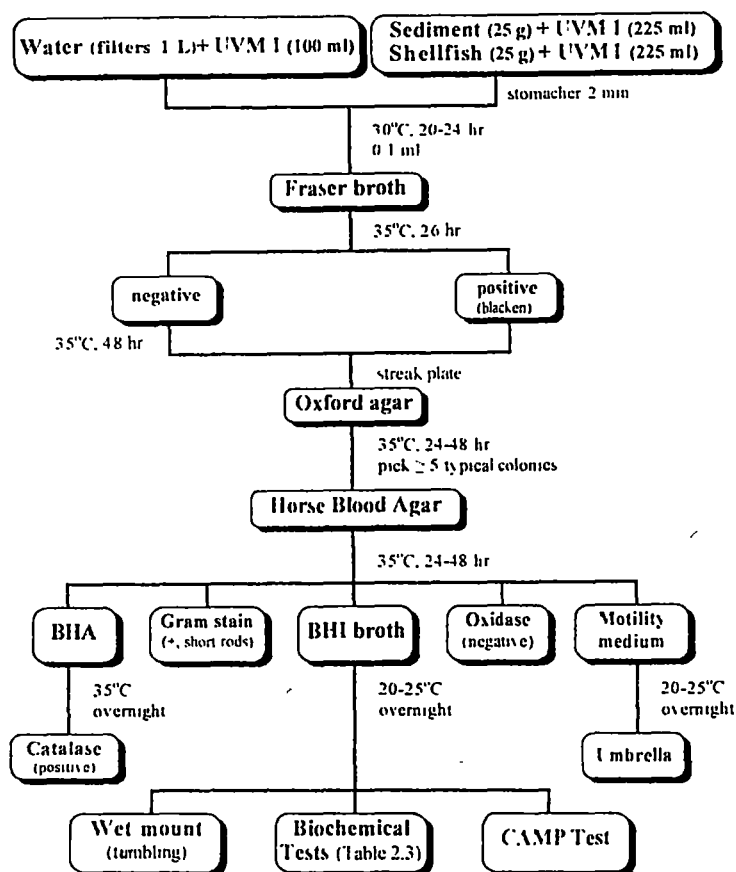 Water (filters 1 L)+ UVM I (100 ml)
Sediment (25 g) + UVM I (225 ml)
Shellfish (25 g) + UVM I (225 ml)
stomacher 2 min
30°C, 20-24 hr
0.1 ml
Fraser broth
35°C, 26 hr
negative
positive
(blacken)
35°C, 48 hr
streak plate
Oxford agar
35°C, 24-48 hr
pick ≥ 5 typical colonies
Horse Blood Agar
35°C, 24-48 hr
BHA
Gram stain
(+, short rods)
BHI broth
Oxidase
(negative)
Motility
medium
35°C
overnight
20-25°C
overnight
20-25°C
overnight
Catalase
(positive)
Umbrella
Wet mount
(tumbling)
Biochemical
Tests (Table 2.3)
CAMP Test